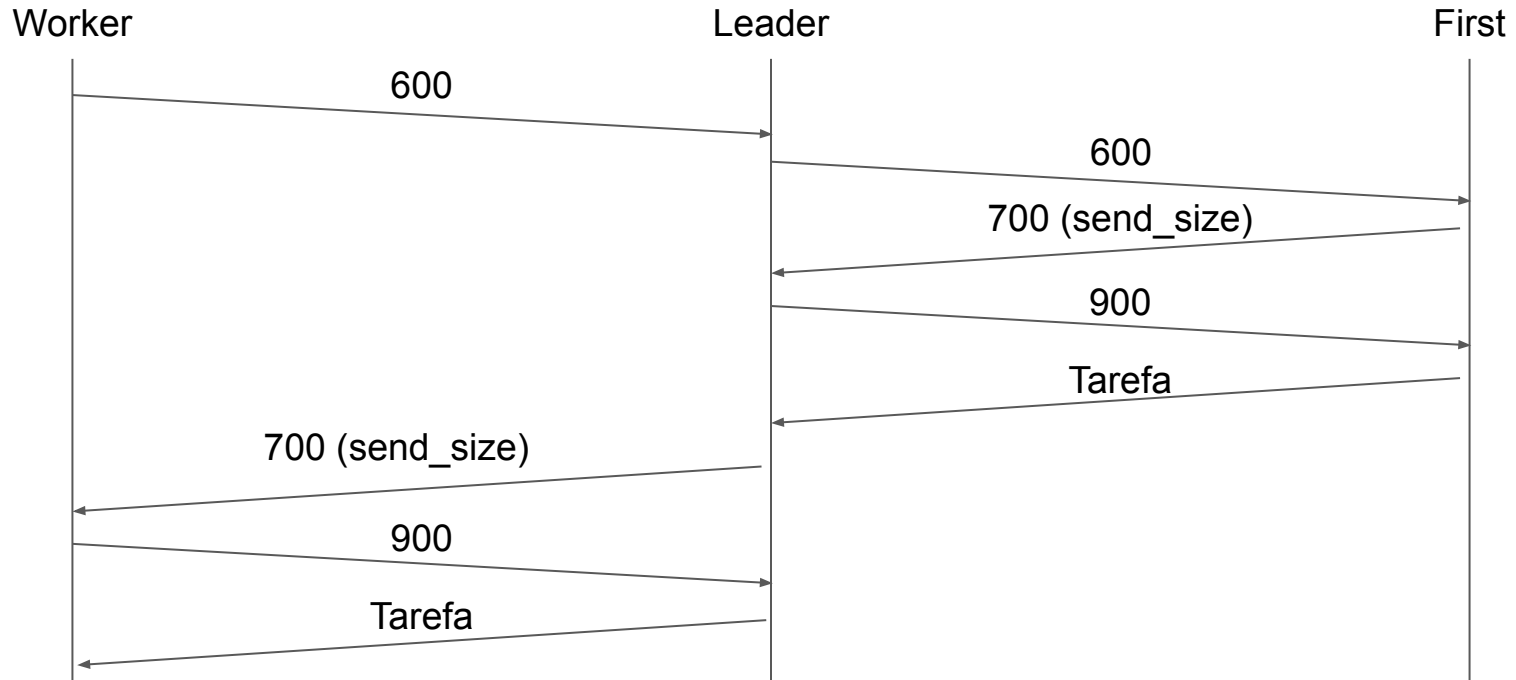 Worker
Leader
First
600
600
700 (send_size)
900
Tarefa
700 (send_size)
900
Tarefa